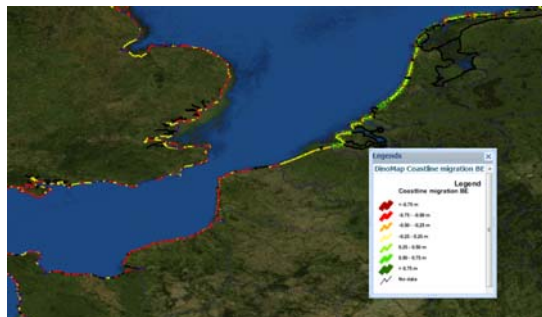 Legends
DinoMap Coastline migration BE
Legend
Coastline migration BE
< -0.75 m
-0.75 - -0.50 m
-0.50 - -0.25 m
-0.25 - 0.25 m
0.25 - 0.50 m
0.50 - 0.75 m
> 0.75 m
No data